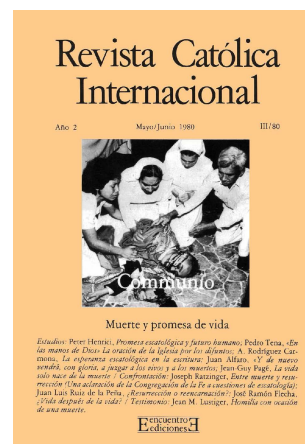 Revista Católica
Internacional
Año 2 Mayo/Junio 1980 III/80
Communio
Muerte y promesa de vida
Estudios: Peter Henrici, Promesa escatológica y futuro humano; Pedro Tena, «En
las manos de Dios» La oración de la Iglesia por los difuntos; A. Rodríguez Car-
mona, La esperanza escatológica en la escritura; Juan Alfaro, «Y de nuevo
vendrá, con gloria, a juzgar a los vivos y a los muertos; Jean-Guy Pagé, La vida
solo nace de la muerte / Confrontación: Joseph Ratzinger, Entre muerte y resu-
rrección (Una aclaración de la Congregación de la Fe a cuestiones de escatología);
Juan Luis Ruiz de la Peña, ¿Resurrección o reencarnación?; José Ramón Flecha,
¿Vida después de la vida? / Testimonio: Jean M. Lustiger, Homilía con ocasión
de una muerte.
encuentro
Ediciones